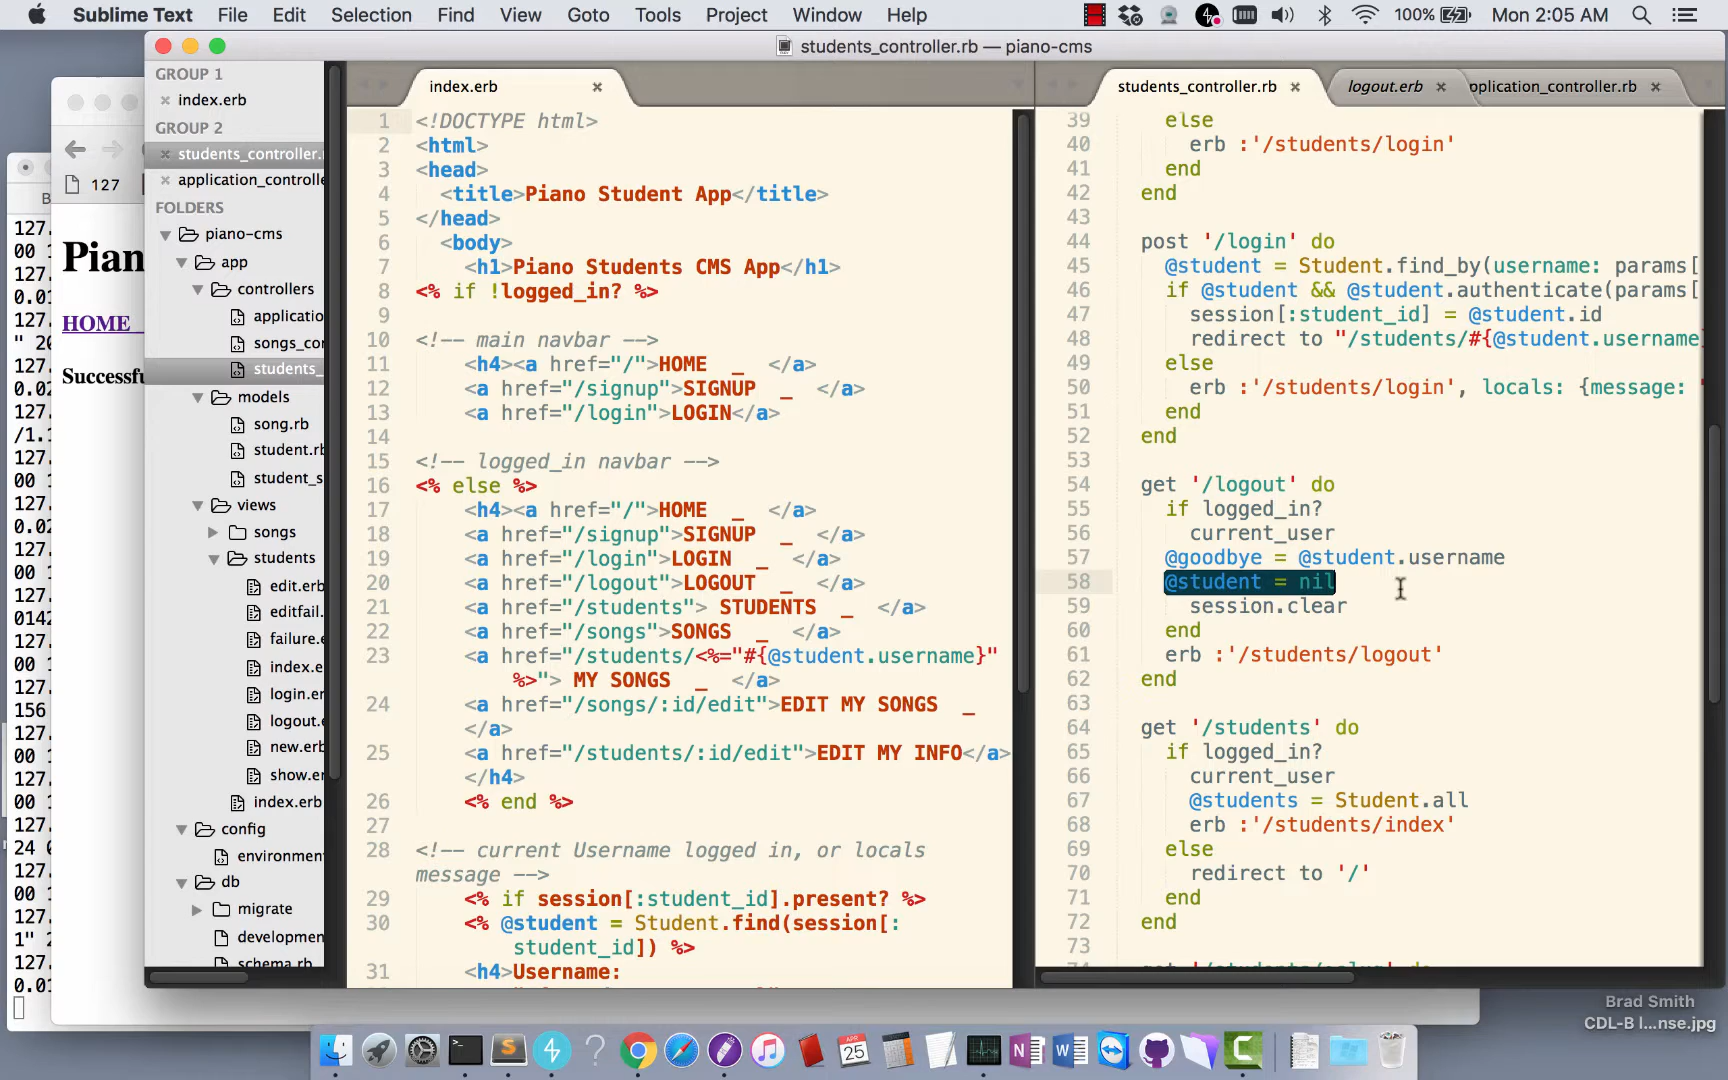 Sublime Text File Edit Selection Find View Goto Tools Project Window Help 100% Mon 2:05 AM
students_controller.rb — piano-cms
GROUP 1
index.erb
GROUP 2
students_controller.r
application_controlle
FOLDERS
piano-cms
app
controllers
applicatio
songs_co
students_
models
song.rb
student.rb
student_s
views
songs
students
edit.erb
editfail.
failure.e
index.e
login.er
logout.e
new.erb
show.er
index.erb
config
environmen
db
migrate
developmen
schema.rb
127
Pian
HOME _
Successfu
index.erb
1 <!DOCTYPE html>
2 <html>
3 <head>
4 <title>Piano Student App</title>
5 </head>
6 <body>
7 <h1>Piano Students CMS App</h1>
8 <% if !logged_in? %>
9
10 <!-- main navbar -->
11 <h4><a href="/">HOME _ </a>
12 <a href="/signup">SIGNUP _ </a>
13 <a href="/login">LOGIN</a>
14
15 <!-- logged_in navbar -->
16 <% else %>
17 <h4><a href="/">HOME _ </a>
18 <a href="/signup">SIGNUP _ </a>
19 <a href="/login">LOGIN _ </a>
20 <a href="/logout">LOGOUT _ </a>
21 <a href="/students"> STUDENTS _ </a>
22 <a href="/songs">SONGS _ </a>
23 <a href="/students/<%="#{@student.username}"
%>"> MY SONGS _ </a>
24 <a href="/songs/:id/edit">EDIT MY SONGS _
</a>
25 <a href="/students/:id/edit">EDIT MY INFO</a>
</h4>
26 <% end %>
27
28 <!-- current Username logged in, or locals
message -->
29 <% if session[:student_id].present? %>
30 <% @student = Student.find(session[:
student_id]) %>
31 <h4>Username:
students_controller.rb logout.erb pplication_controller.rb
39 else
40 erb :'/students/login'
41 end
42 end
43
44 post '/login' do
45 @student = Student.find_by(username: params[
46 if @student && @student.authenticate(params[
47 session[:student_id] = @student.id
48 redirect to "/students/#{@student.username
49 else
50 erb :'/students/login', locals: {message: "
51 end
52 end
53
54 get '/logout' do
55 if logged_in?
56 current_user
57 @goodbye = @student.username
58 @student = nil
59 session.clear
60 end
61 erb :'/students/logout'
62 end
63
64 get '/students' do
65 if logged_in?
66 current_user
67 @students = Student.all
68 erb :'/students/index'
69 else
70 redirect to '/'
71 end
72 end
73
Brad Smith
CDL-B l...nse.jpg
APR
25